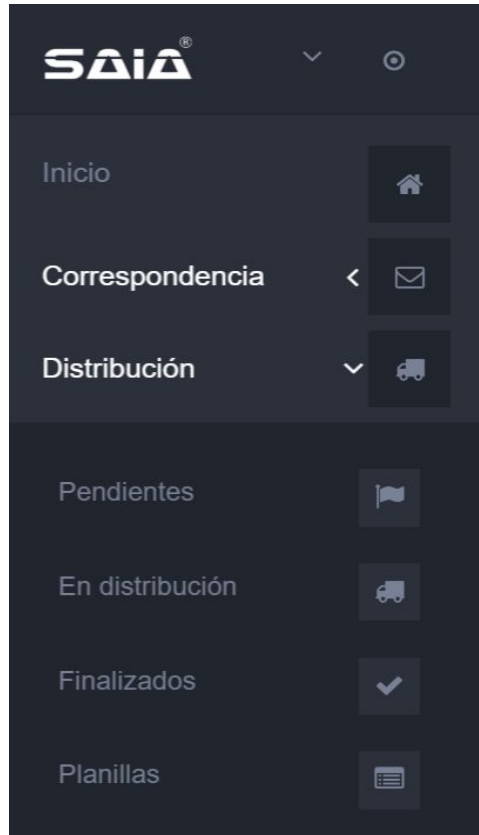 SAiA®
Inicio
Correspondencia
Distribución
Pendientes
En distribución
Finalizados
Planillas